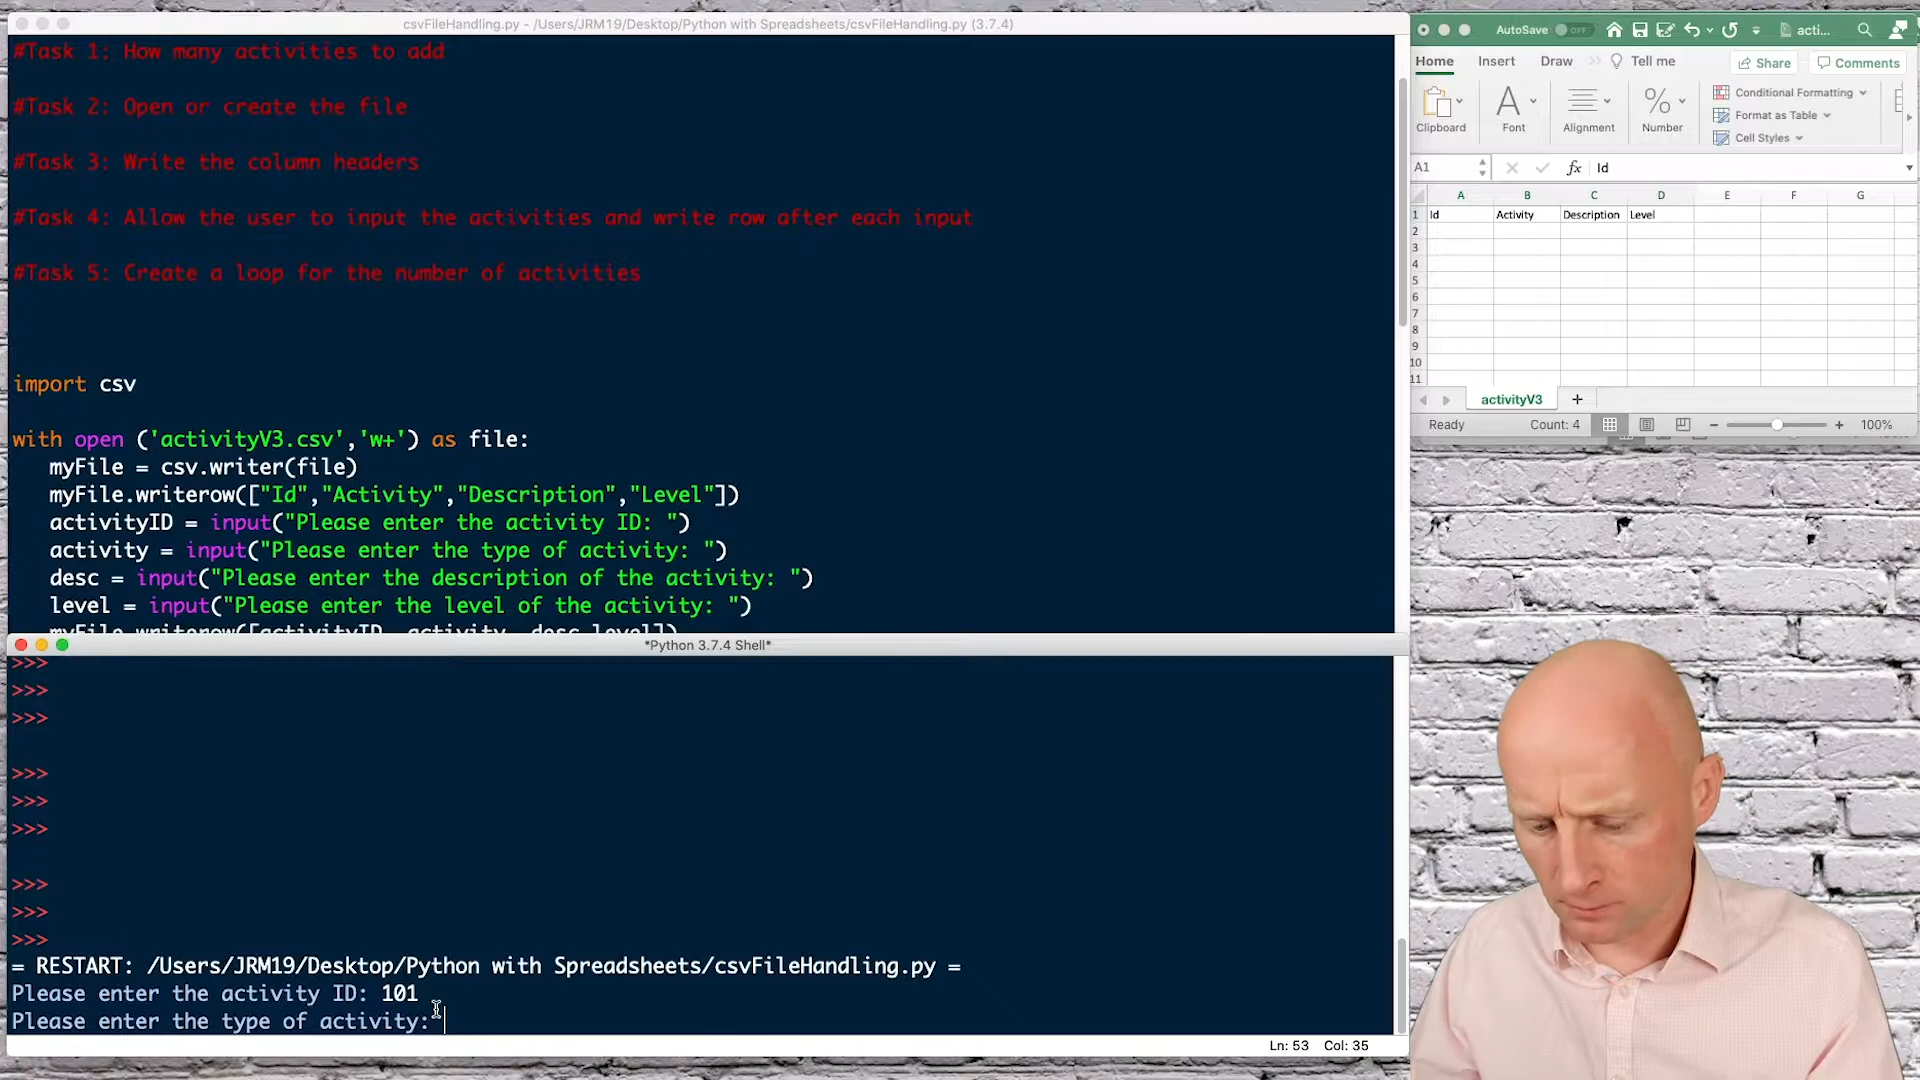 csvFileHandling.py - /Users/JRM19/Desktop/Python with Spreadsheets/csvFileHandling.py (3.7.4)
#Task 1: How many activities to add
#Task 2: Open or create the file
#Task 3: Write the column headers
#Task 4: Allow the user to input the activities and write row after each input
#Task 5: Create a loop for the number of activities
import csv
with open ('activityV3.csv','w+') as file:
myFile = csv.writer(file)
myFile.writerow(["Id","Activity","Description","Level"])
activityID = input("Please enter the activity ID: ")
activity = input("Please enter the type of activity: ")
desc = input("Please enter the description of the activity: ")
level = input("Please enter the level of the activity: ")
myFile.writerow([activityID, activity, desc,level])
*Python 3.7.4 Shell*
>>>
>>>
>>>
>>>
>>>
>>>
>>>
>>>
>>>
= RESTART: /Users/JRM19/Desktop/Python with Spreadsheets/csvFileHandling.py =
Please enter the activity ID: 101
Please enter the type of activity:
Ln: 53 Col: 35
AutoSave OFF acti...
Home Insert Draw Tell me Share Comments
Clipboard Font Alignment Number
Conditional Formatting
Format as Table
Cell Styles
A1 fx Id
A B C D E F G
1 Id Activity Description Level
2
3
4
5
6
7
8
9
10
11
activityV3
Ready Count: 4 100%